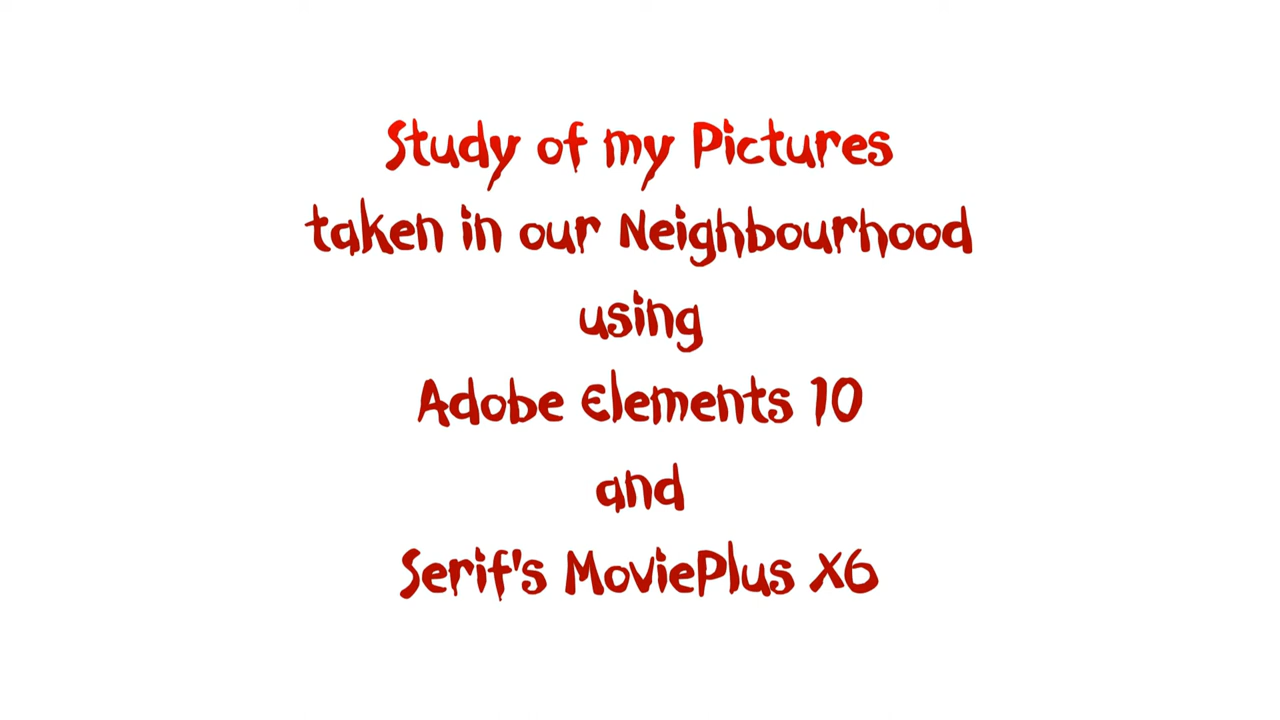 Study of my Pictures
taken in our Neighbourhood
using
Adobe Elements 10
and
Serif's MoviePlus X6